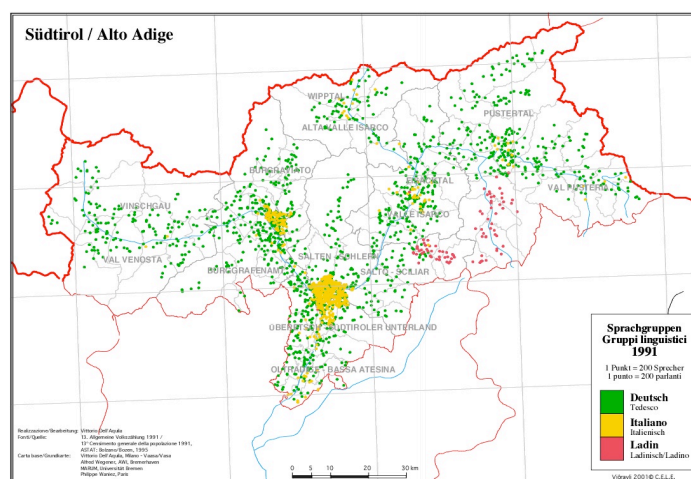 Südtirol / Alto Adige
WIPPTAL
ALTA VALLE ISARCO
PUSTERTAL
BURGRAVIATO
EISACKTAL
VAL PUSTERIA
VINSCHGAU
VALLE ISARCO
VAL VENOSTA
SALTEN - SCHLERN
BURGGRAFENAMT
SALTO - SCILIAR
ÜBERETSCH - SÜDTIROLER UNTERLAND
OLTRADIGE - BASSA ATESINA
Sprachgruppen
Gruppi linguistici
1991
1 Punkt = 200 Sprecher
1 punto = 200 parlanti
Deutsch
Tedesco
Italiano
Italienisch
Ladin
Ladinisch/Ladino
Realizzazione/Bearbeitung: Vittorio Dell'Aquila
Fonti/Quelle: 13. Allgemeine Volkszählung 1991 /
13° Censimento generale della popolazione 1991,
ASTAT: Bolzano/Bozen, 1995
Carta base/Grundkarte: Vittorio Dell'Aquila, Milano - Vaasa/Vasa
Alfred Wegener, AWI, Bremerhaven
MARUM, Universität Bremen
Philippe Waniez, Paris
0 5 10 20 30 km
Vidravŭ 2001© C.E.L.E.